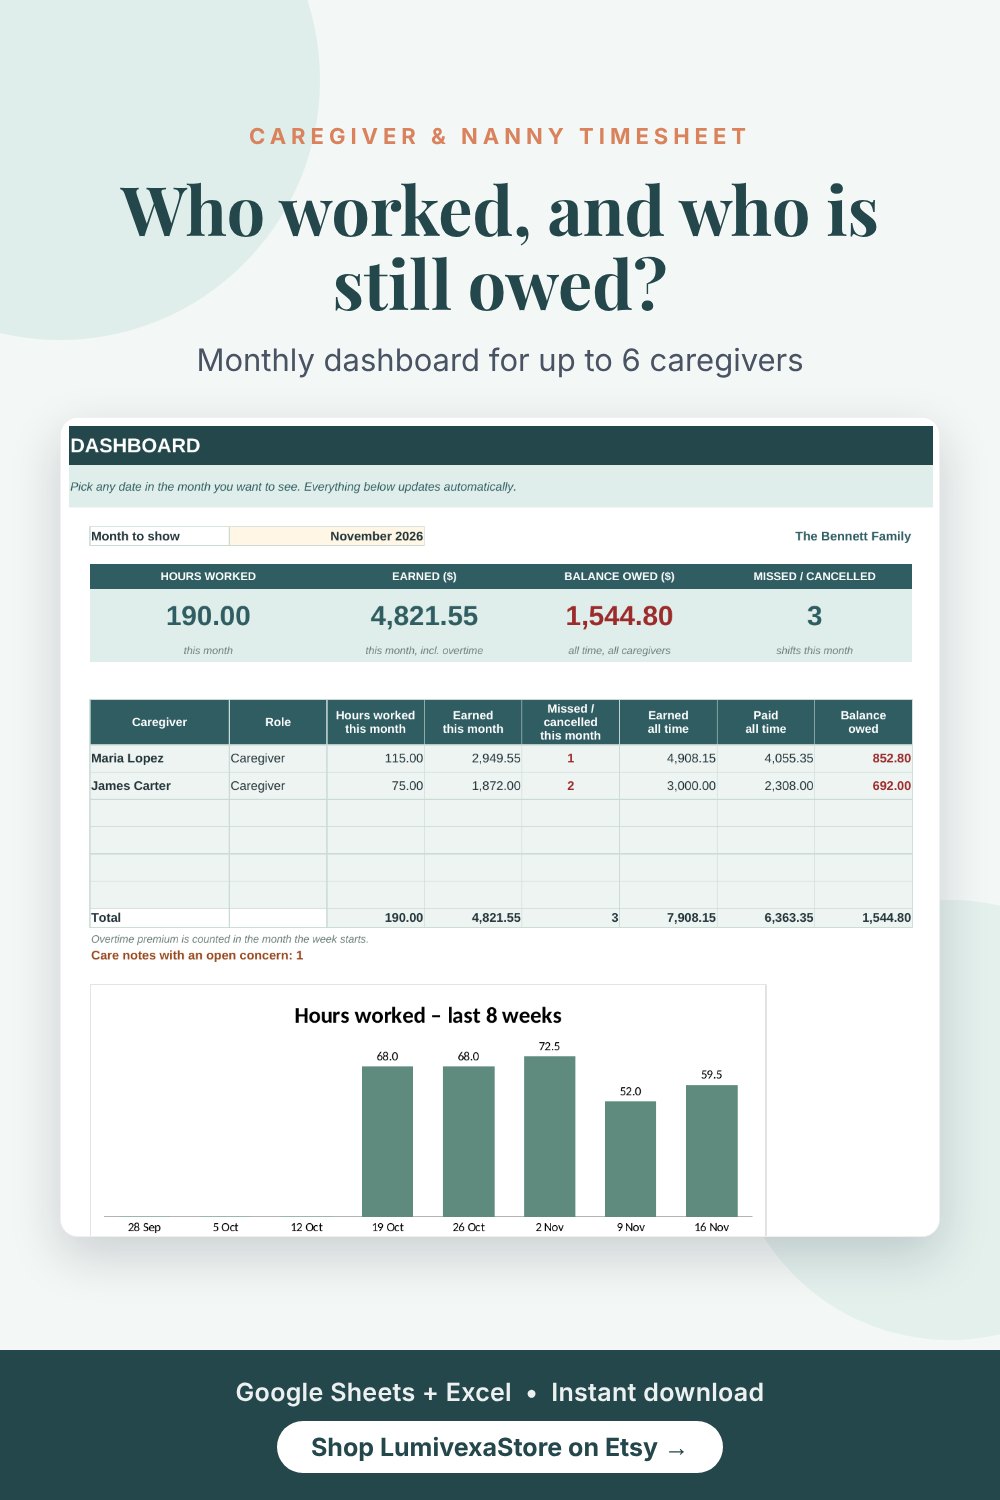 CAREGIVER & NANNY TIMESHEET
Who worked, and who is
still owed?
Monthly dashboard for up to 6 caregivers
DASHBOARD
Pick any date in the month you want to see. Everything below updates automatically.
Month to show November 2026 The Bennett Family
HOURS WORKED EARNED ($) BALANCE OWED ($) MISSED / CANCELLED
190.00 4,821.55 1,544.80 3
this month this month, incl. overtime all time, all caregivers shifts this month
Caregiver Role Hours worked this month Earned this month Missed / cancelled this month Earned all time Paid all time Balance owed
Maria Lopez Caregiver 115.00 2,949.55 1 4,908.15 4,055.35 852.80
James Carter Caregiver 75.00 1,872.00 2 3,000.00 2,308.00 692.00
Total 190.00 4,821.55 3 7,908.15 6,363.35 1,544.80
Overtime premium is counted in the month the week starts.
Care notes with an open concern: 1
Hours worked – last 8 weeks
68.0 68.0 72.5 52.0 59.5
28 Sep 5 Oct 12 Oct 19 Oct 26 Oct 2 Nov 9 Nov 16 Nov
Google Sheets + Excel • Instant download
Shop LumivexaStore on Etsy →